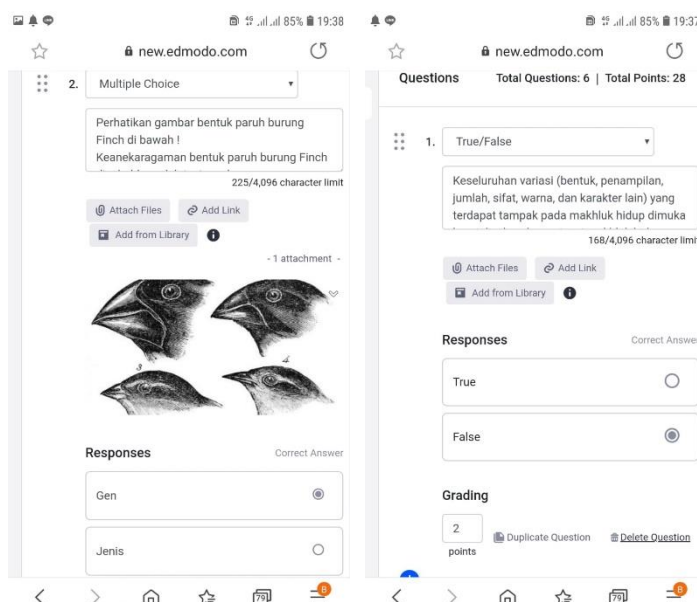 85% 19:38
new.edmodo.com
2. Multiple Choice
Perhatikan gambar bentuk paruh burung
Finch di bawah !
Keanekaragaman bentuk paruh burung Finch
225/4,096 character limit
Attach Files Add Link
Add from Library
- 1 attachment -
3
4
Responses Correct Answer
Gen
Jenis
79
B
4G 85% 19:37
new.edmodo.com
Questions Total Questions: 6 | Total Points: 28
1. True/False
Keseluruhan variasi (bentuk, penampilan,
jumlah, sifat, warna, dan karakter lain) yang
terdapat tampak pada makhluk hidup dimuka
168/4,096 character limi
Attach Files Add Link
Add from Library
Responses Correct Answer
True
False
Grading
2
points
Duplicate Question Delete Question
79
B